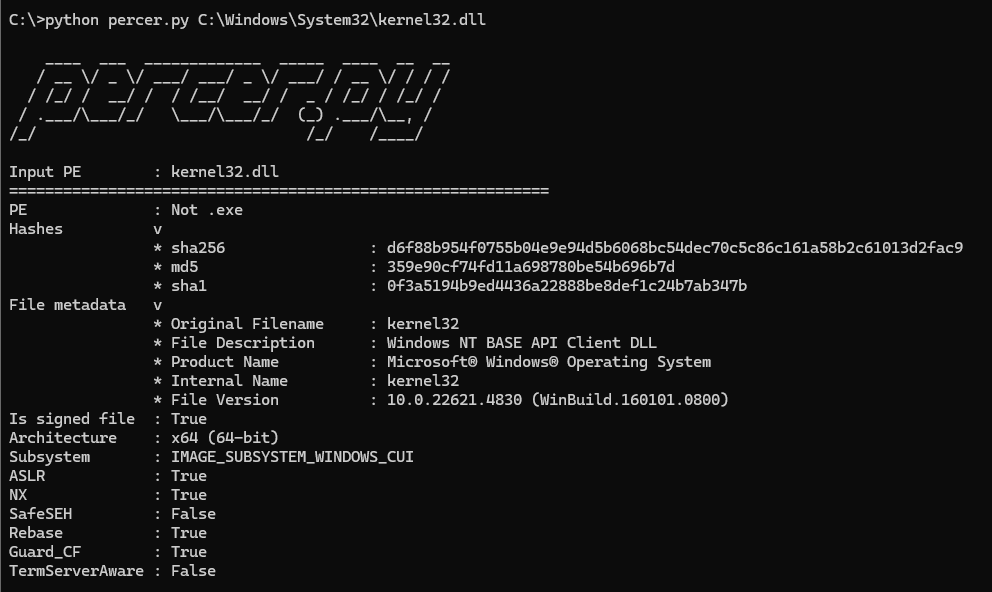 C:\>python percer.py C:\Windows\System32\kernel32.dll
percer.py
Input PE        : kernel32.dll
============================================================
PE              : Not .exe
Hashes          v
                * sha256                : d6f88b954f0755b04e9e94d5b6068bc54dec70c5c86c161a58b2c61013d2fac9
                * md5                   : 359e90cf74fd11a698780be54b696b7d
                * sha1                  : 0f3a5194b9ed4436a22888be8def1c24b7ab347b
File metadata   v
                * Original Filename     : kernel32
                * File Description      : Windows NT BASE API Client DLL
                * Product Name          : Microsoft® Windows® Operating System
                * Internal Name         : kernel32
                * File Version          : 10.0.22621.4830 (WinBuild.160101.0800)
Is signed file  : True
Architecture    : x64 (64-bit)
Subsystem       : IMAGE_SUBSYSTEM_WINDOWS_CUI
ASLR            : True
NX              : True
SafeSEH         : False
Rebase          : True
Guard_CF        : True
TermServerAware : False